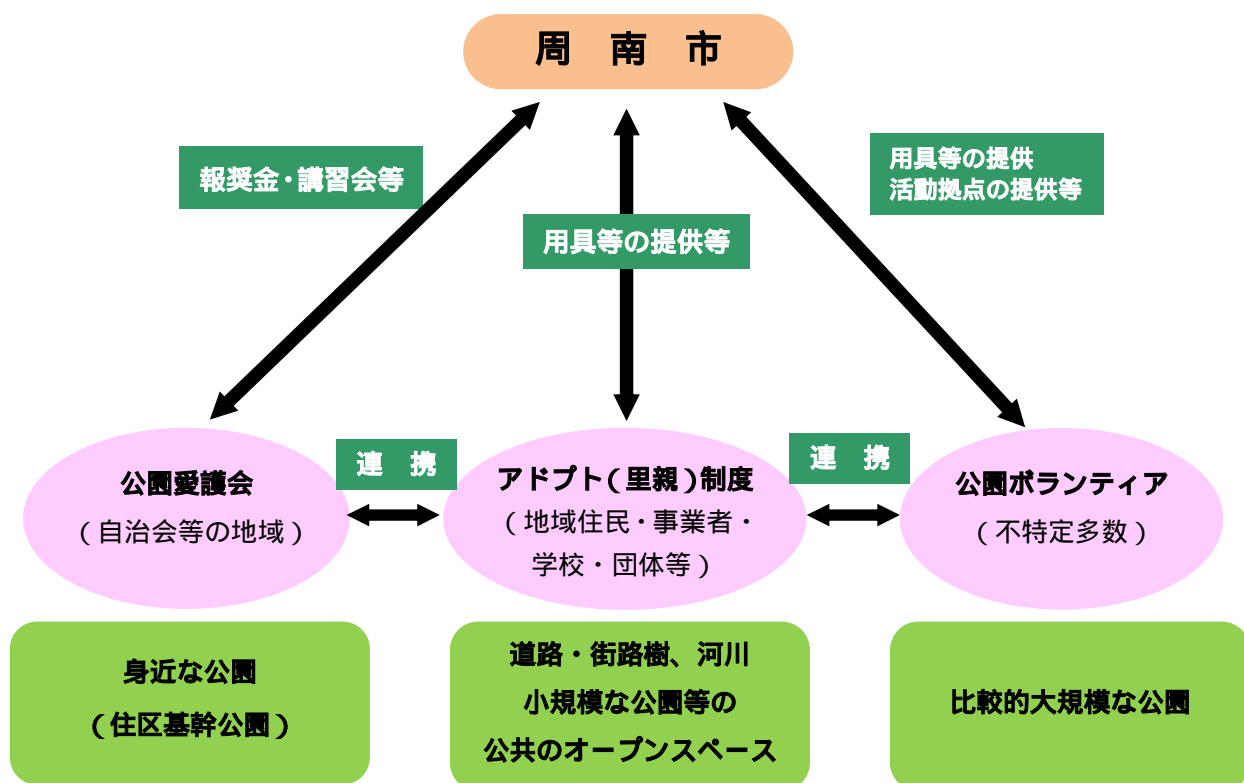 周　南　市
報奨金・講習会等
用具等の提供等
用具等の提供
活動拠点の提供等
連　携
連　携
公園愛護会
（自治会等の地域）
アドプト（里親）制度
（地域住民・事業者・
学校・団体等）
公園ボランティア
（不特定多数）
身近な公園
（住区基幹公園）
道路・街路樹、河川
小規模な公園等の
公共のオープンスペース
比較的大規模な公園